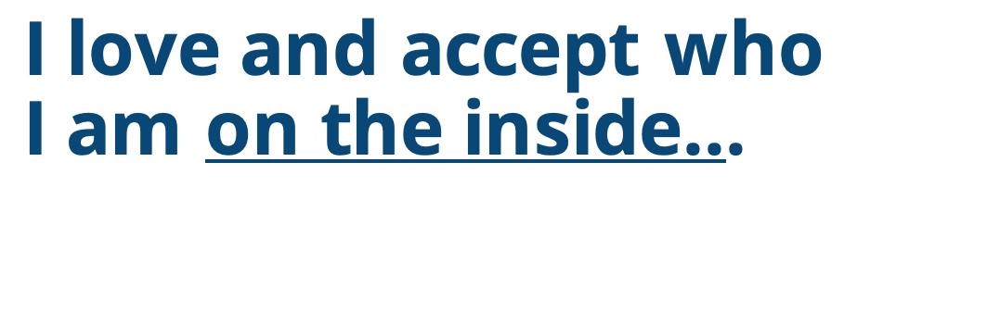 I love and accept who
I am on the inside...